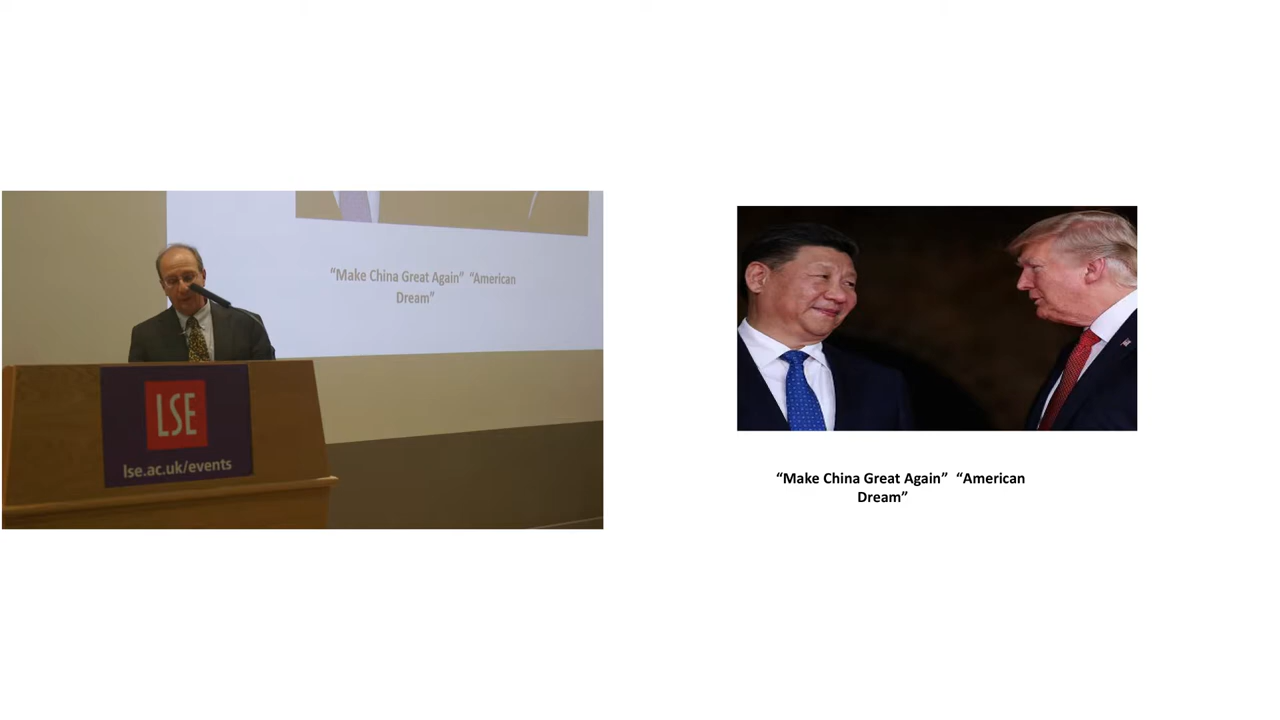 “Make China Great Again”  “American
Dream”
LSE
lse.ac.uk/events
“Make China Great Again”  “American
Dream”